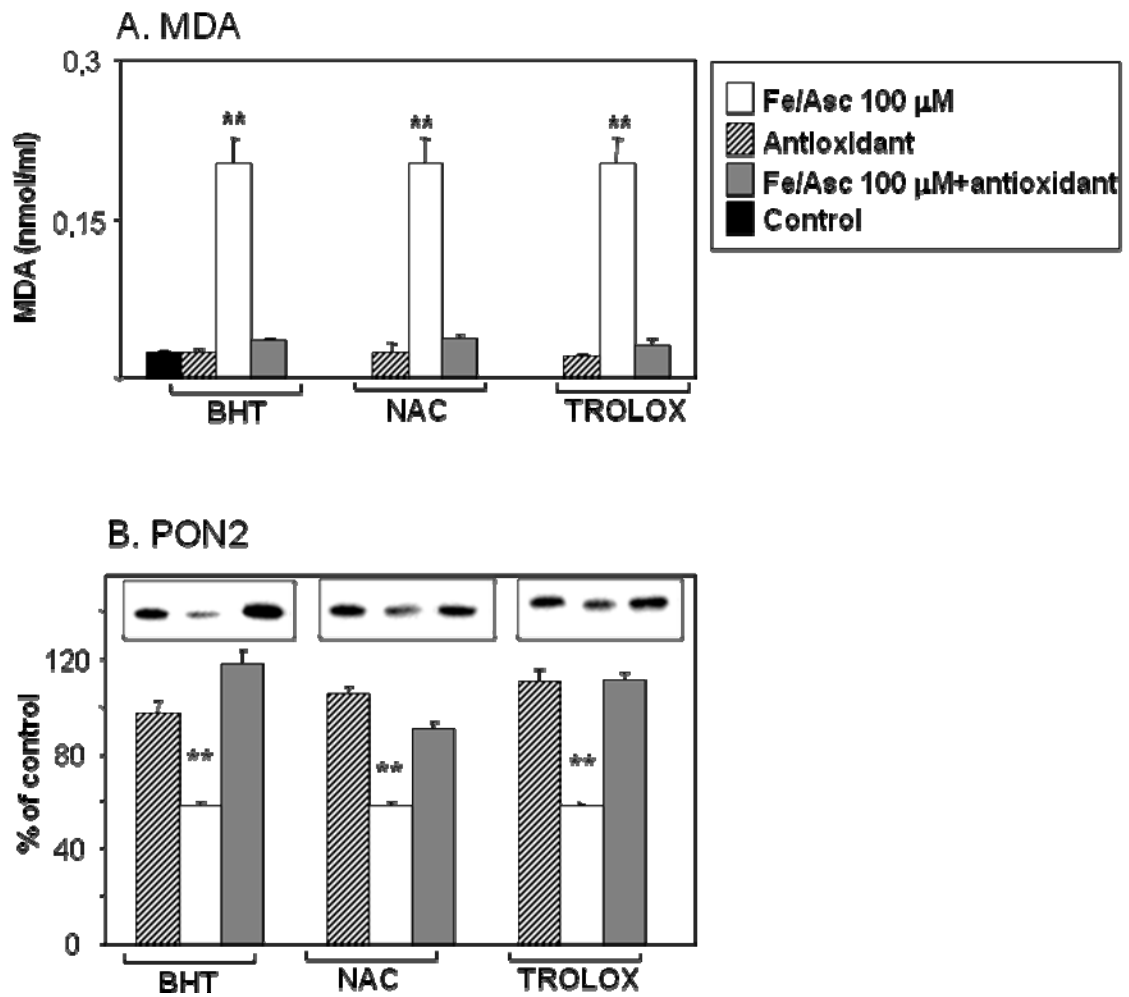 A. MDA
0,3
**
**
**
0,15
MDA (nmol/ml)
BHT
NAC
TROLOX
Fe/Asc 100 µM
Antioxidant
Fe/Asc 100 µM+antioxidant
Control
B. PON2
120
80
40
0
% of control
**
**
**
BHT
NAC
TROLOX